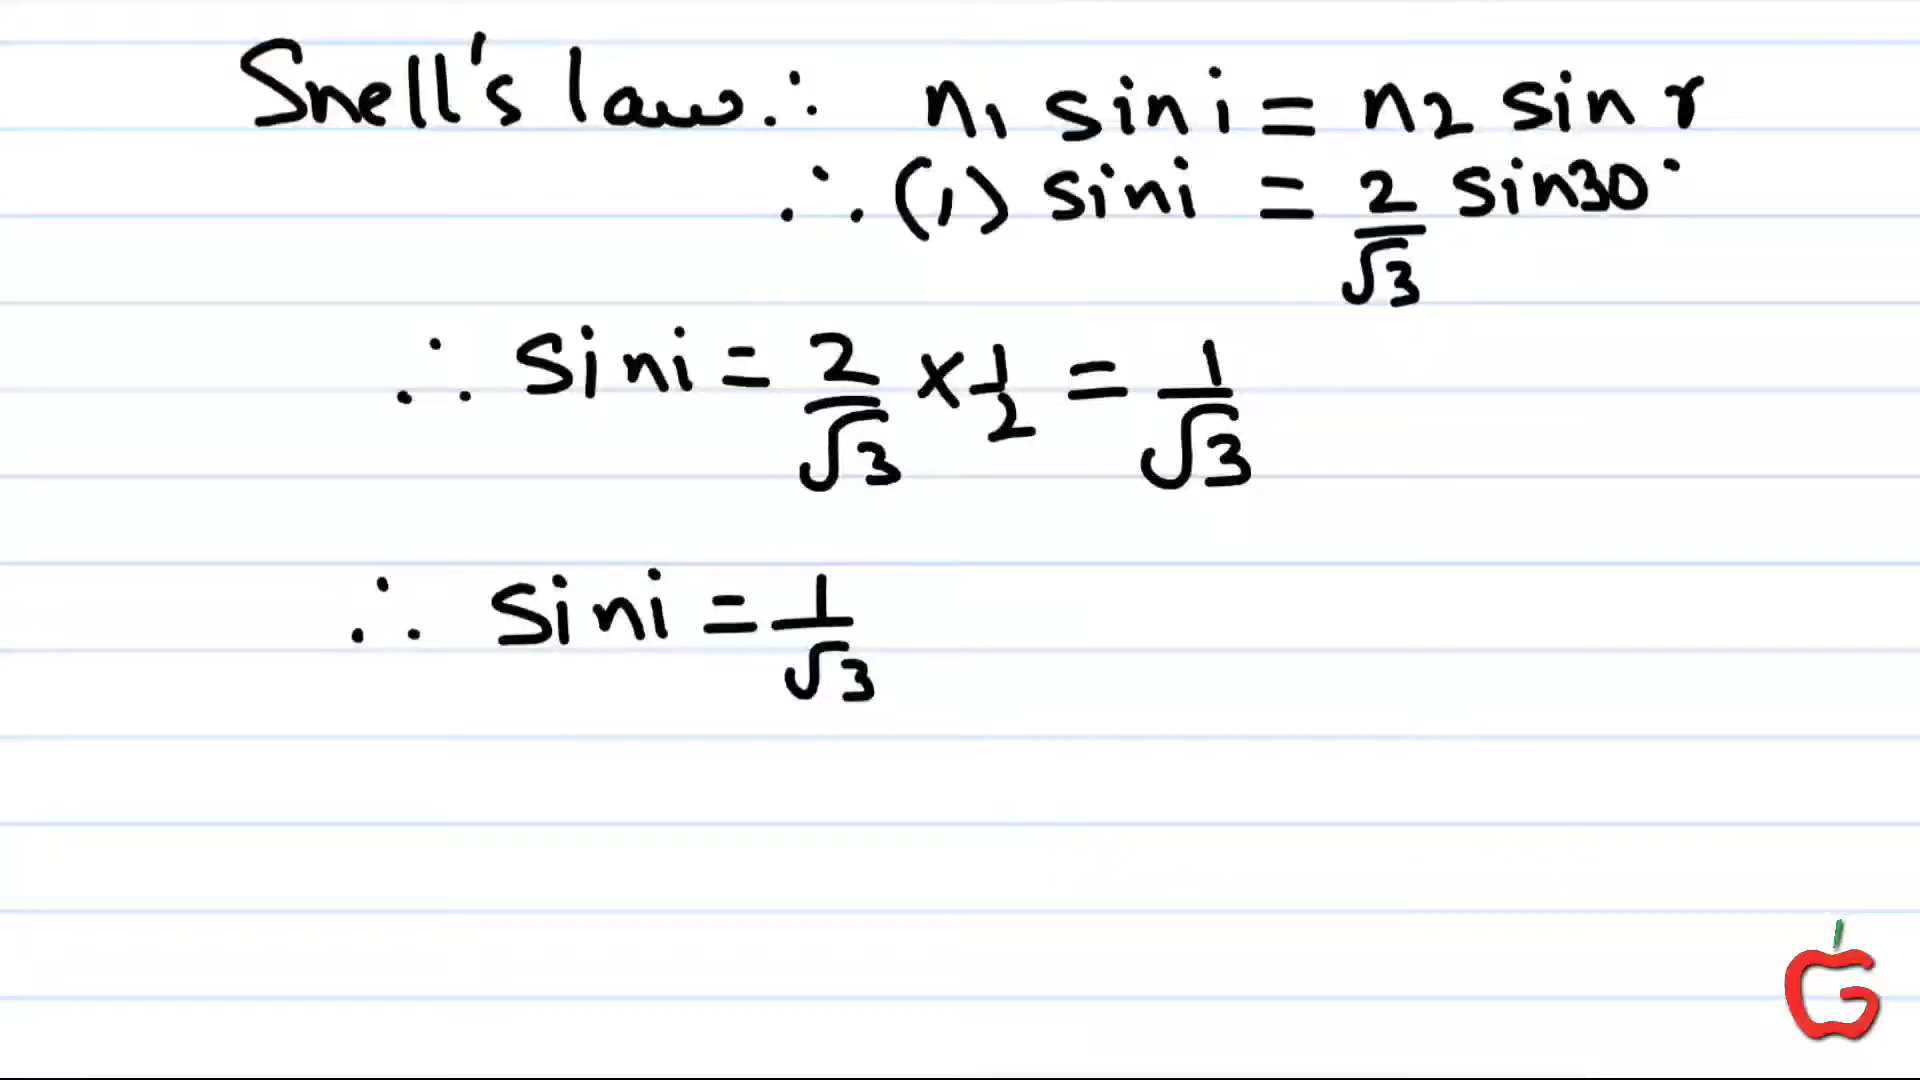 Snell's law ∴ n₁ sin i = n₂ sin r
∴ (1) sin i = 2/√3 sin30°
∴ sin i = 2/√3 × 1/2 = 1/√3
∴ sin i = 1/√3
G